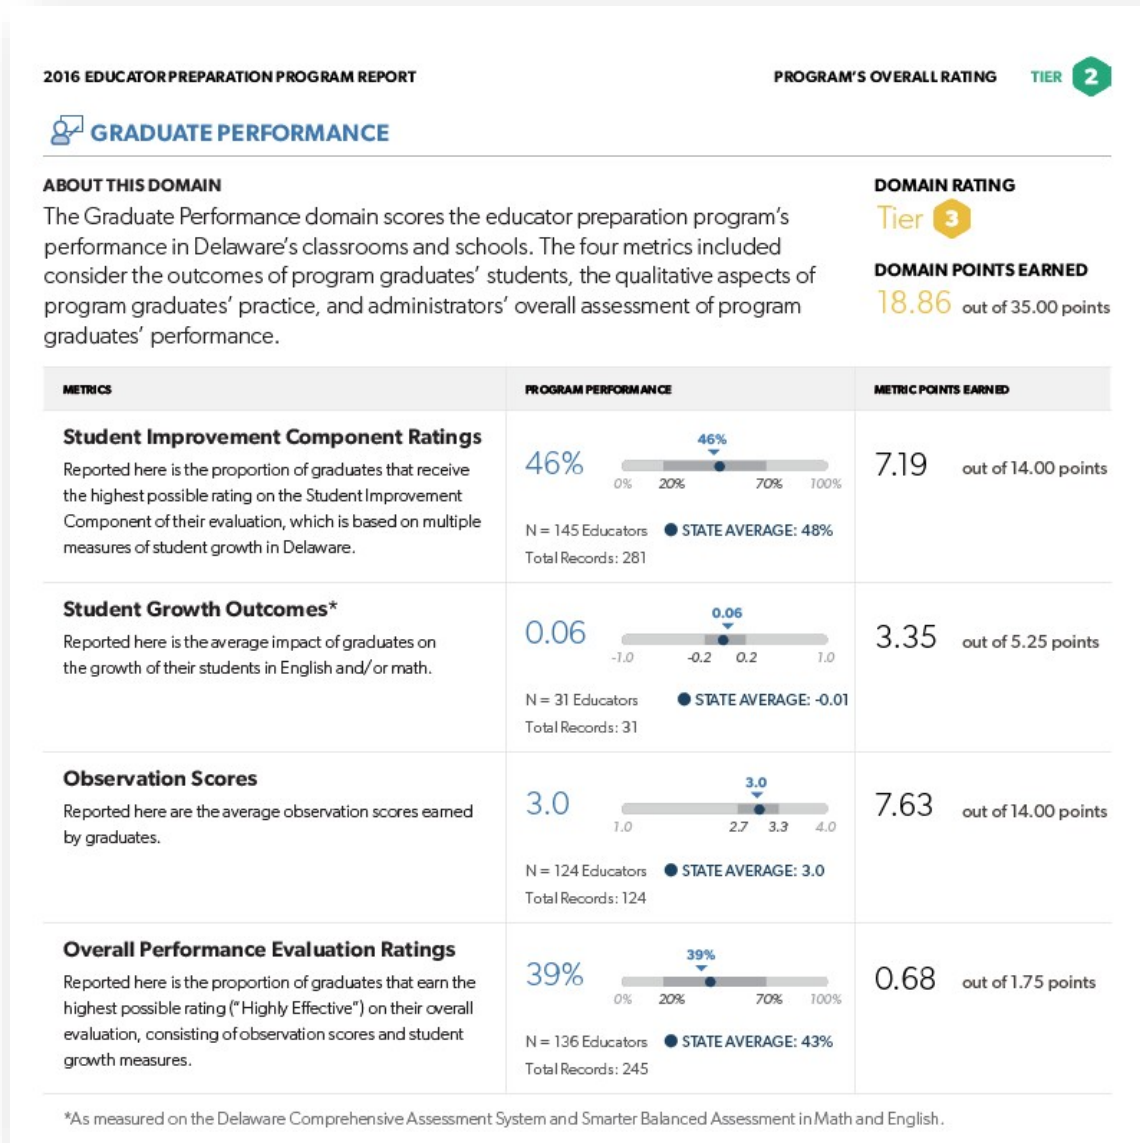 2016 EDUCATOR PREPARATION PROGRAM REPORT
PROGRAM'S OVERALL RATING TIER 2
GRADUATE PERFORMANCE
ABOUT THIS DOMAIN
The Graduate Performance domain scores the educator preparation program's
performance in Delaware's classrooms and schools. The four metrics included
consider the outcomes of program graduates' students, the qualitative aspects of
program graduates' practice, and administrators' overall assessment of program
graduates' performance.
DOMAIN RATING
Tier 3
DOMAIN POINTS EARNED
18.86 out of 35.00 points
METRICS PROGRAM PERFORMANCE METRIC POINTS EARNED
Student Improvement Component Ratings
Reported here is the proportion of graduates that receive
the highest possible rating on the Student Improvement
Component of their evaluation, which is based on multiple
measures of student growth in Delaware.
46%
46%
0% 20% 70% 100%
N = 145 Educators STATE AVERAGE: 48%
Total Records: 281
7.19 out of 14.00 points
Student Growth Outcomes*
Reported here is the average impact of graduates on
the growth of their students in English and/or math.
0.06
0.06
-1.0 -0.2 0.2 1.0
N = 31 Educators STATE AVERAGE: -0.01
Total Records: 31
3.35 out of 5.25 points
Observation Scores
Reported here are the average observation scores earned
by graduates.
3.0
3.0
1.0 2.7 3.3 4.0
N = 124 Educators STATE AVERAGE: 3.0
Total Records: 124
7.63 out of 14.00 points
Overall Performance Evaluation Ratings
Reported here is the proportion of graduates that earn the
highest possible rating ("Highly Effective") on their overall
evaluation, consisting of observation scores and student
growth measures.
39%
39%
0% 20% 70% 100%
N = 136 Educators STATE AVERAGE: 43%
Total Records: 245
0.68 out of 1.75 points
*As measured on the Delaware Comprehensive Assessment System and Smarter Balanced Assessment in Math and English.